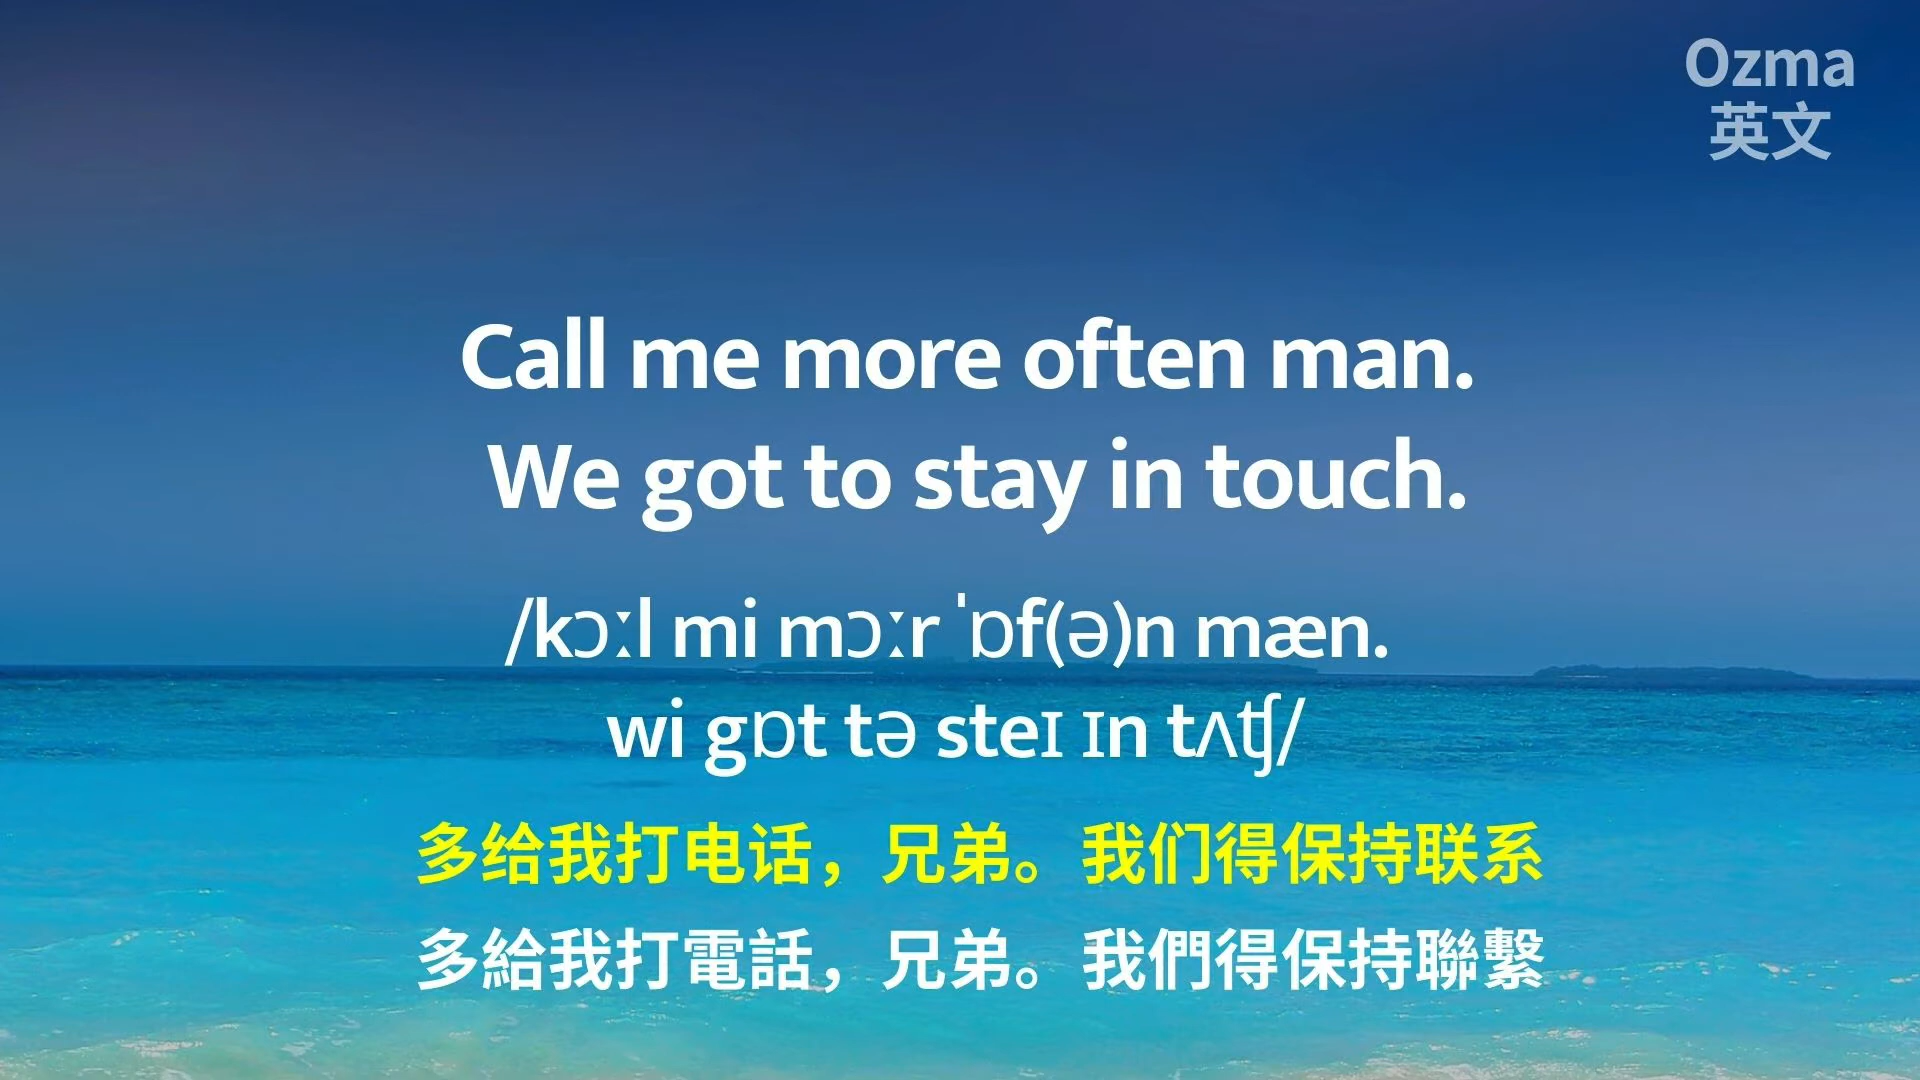 Ozma
英文
Call me more often man.
We got to stay in touch.
/kɔːl mi mɔːr ˈɒf(ə)n mæn.
wi gɒt tə steɪ ɪn tʌʧ/
多给我打电话，兄弟。我们得保持联系
多給我打電話，兄弟。我們得保持聯繫